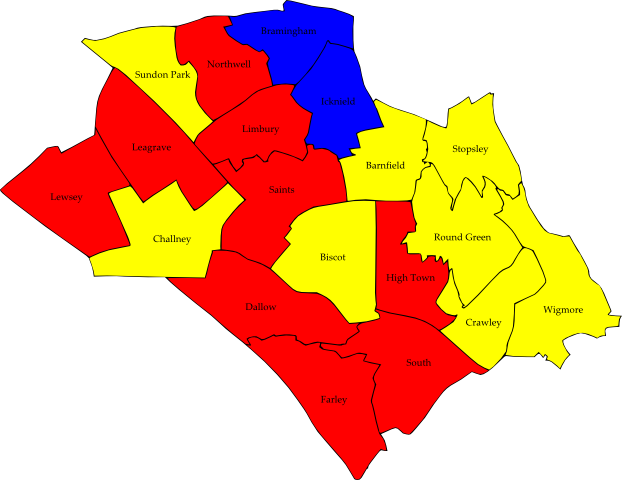 Bramingham
Northwell
Sundon Park
Icknield
Limbury
Leagrave
Stopsley
Barnfield
Lewsey
Saints
Challney
Round Green
Biscot
High Town
Dallow
Wigmore
Crawley
South
Farley